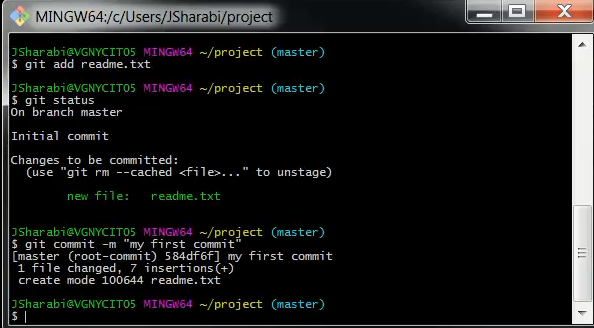 MINGW64:/c/Users/JSharabi/project
JSharabi@VGNYCIT05 MINGW64 ~/project (master)
$ git add readme.txt
JSharabi@VGNYCIT05 MINGW64 ~/project (master)
$ git status
On branch master
Initial commit
Changes to be committed:
(use "git rm --cached <file>..." to unstage)
new file: readme.txt
JSharabi@VGNYCIT05 MINGW64 ~/project (master)
$ git commit -m "my first commit"
[master (root-commit) 584df6f] my first commit
1 file changed, 7 insertions(+)
create mode 100644 readme.txt
JSharabi@VGNYCIT05 MINGW64 ~/project (master)
$